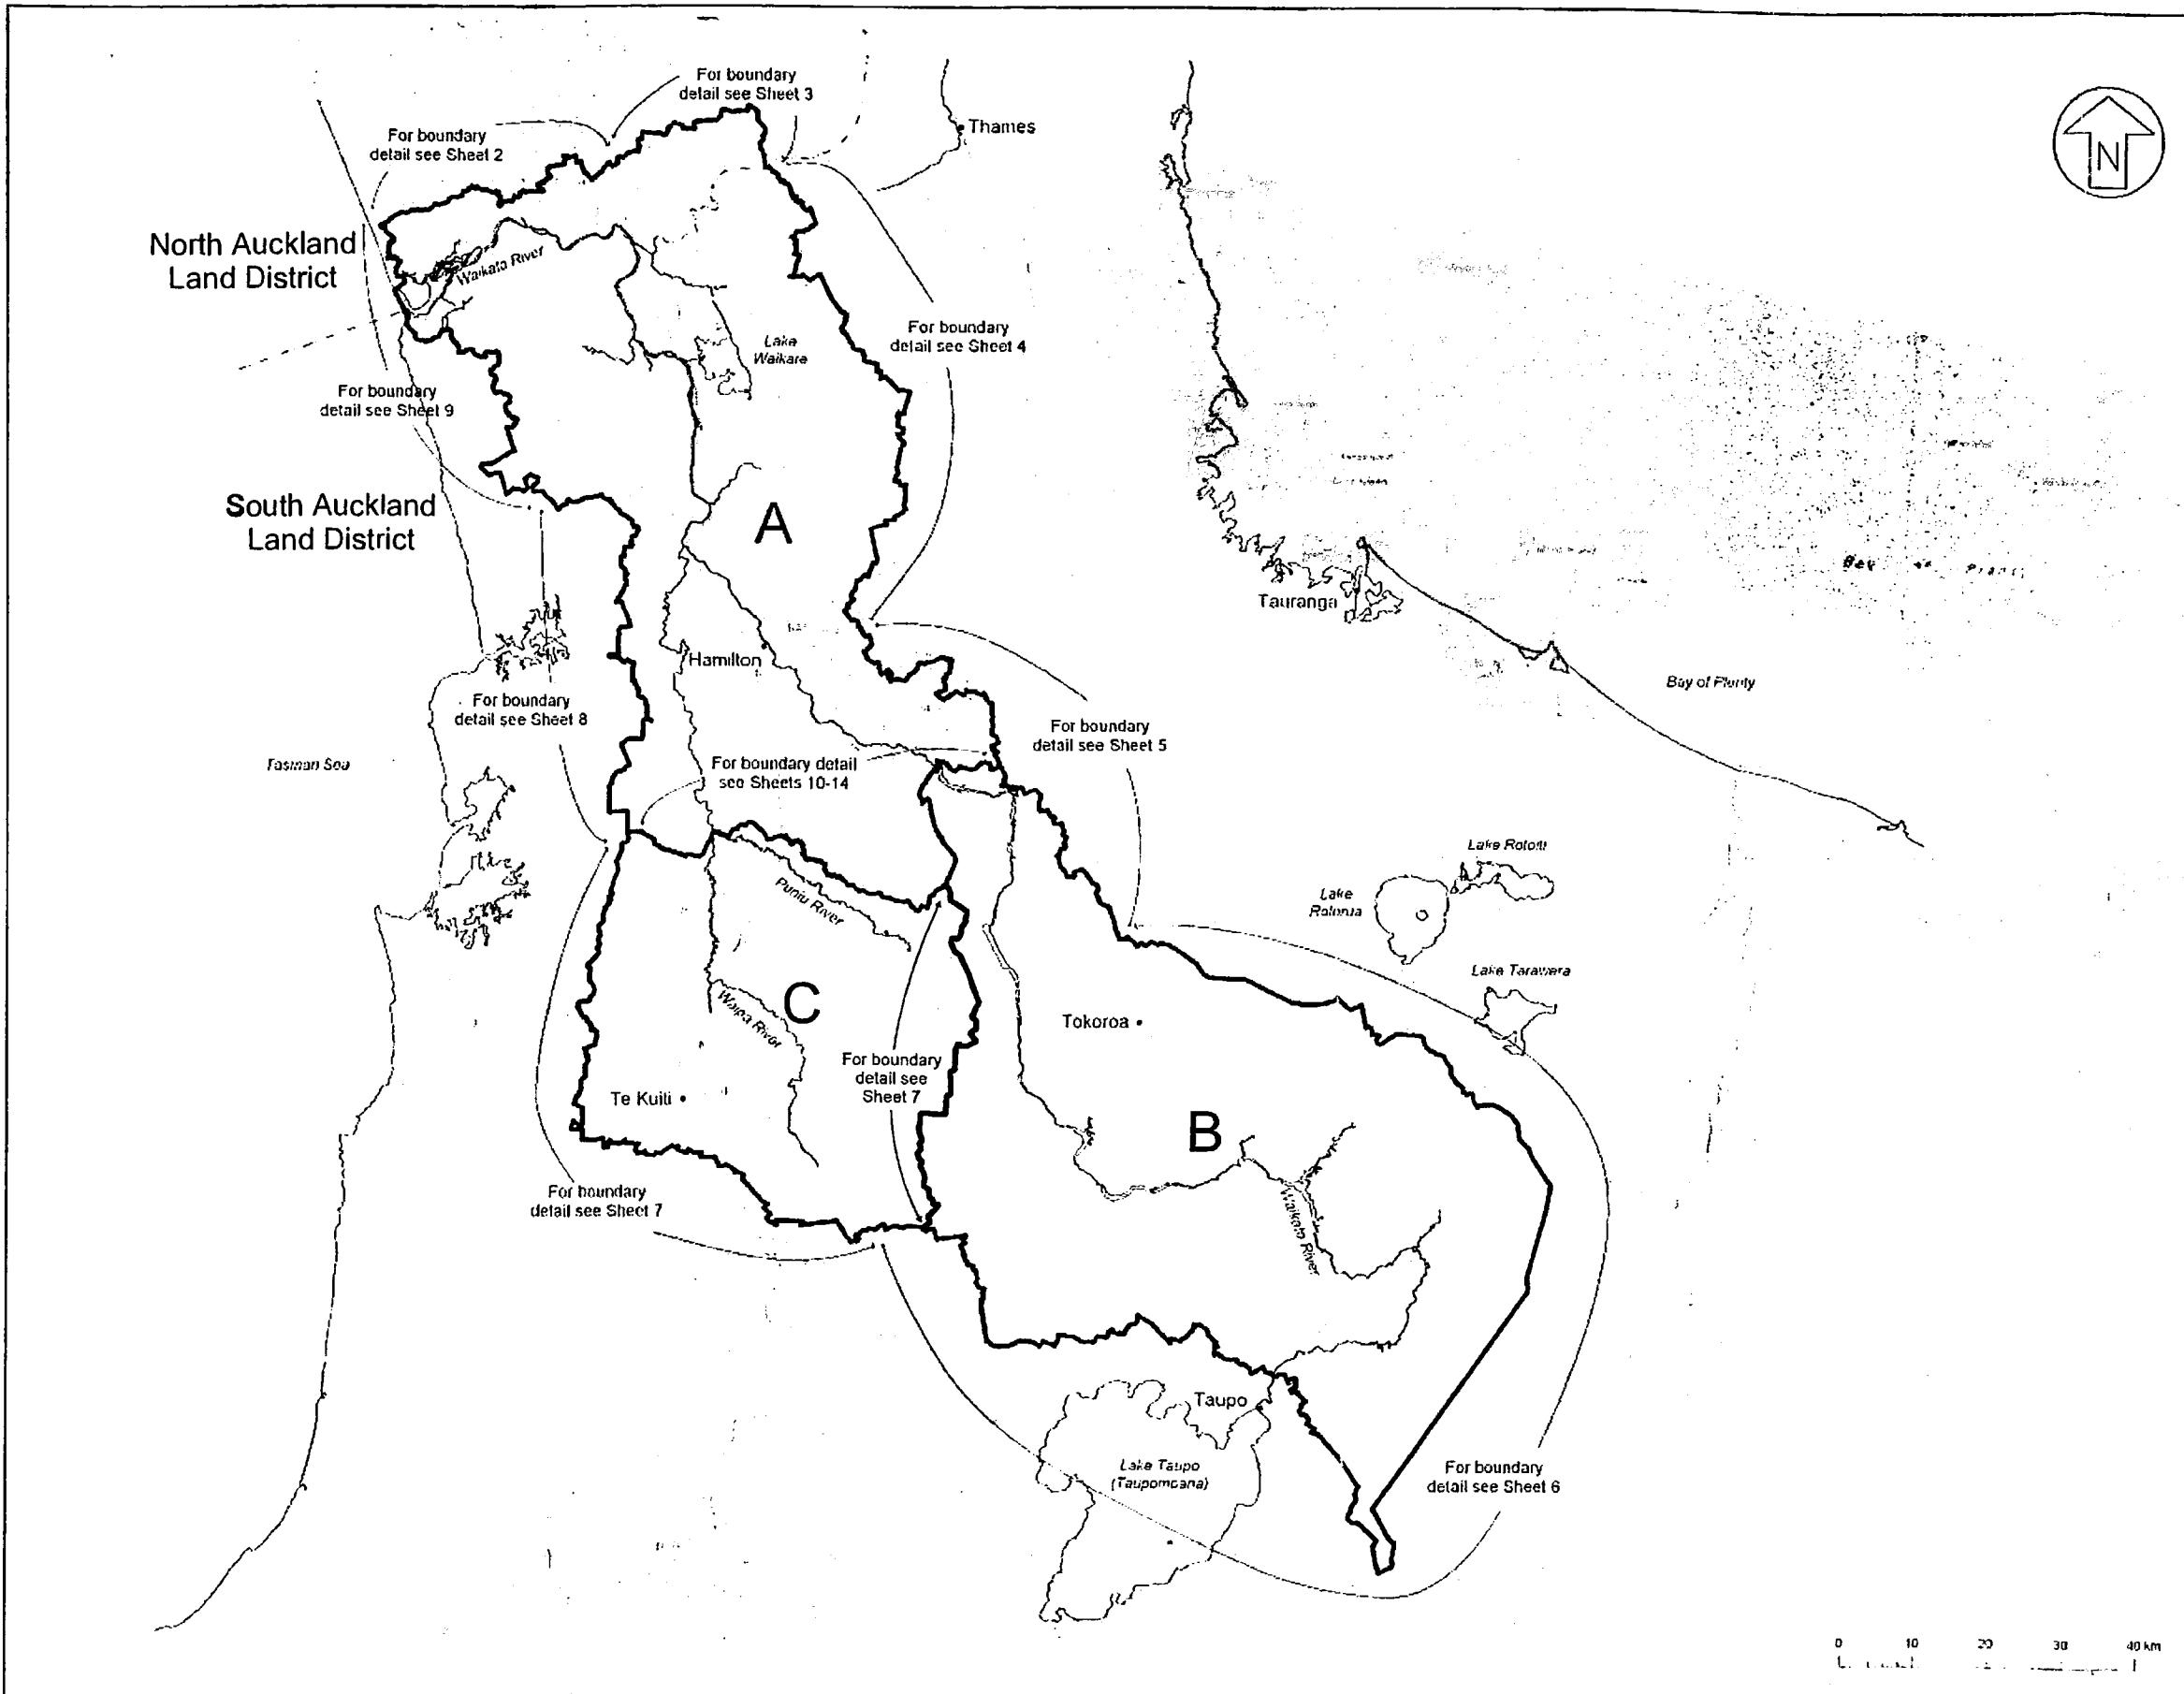 For boundary
detail see Sheet 3
For boundary
detail see Sheet 2
Thames
N
North Auckland
Land District
Waikato River
For boundary
detail see Sheet 4
Lake
Waikare
For boundary
detail see Sheet 9
South Auckland
Land District
A
Tauranga
Hamilton
Bay of Plenty
For boundary
detail see Sheet 8
For boundary
detail see Sheet 5
Tasman Sea
For boundary detail
see Sheets 10-14
Lake Rotoiti
Puniu River
Lake
Rotorua
Lake Tarawera
C
Waipa River
Tokoroa
For boundary
detail see
Sheet 7
Te Kuiti
B
For boundary
detail see Sheet 7
Waikato River
Taupo
Lake Taupo
(Taupomoana)
For boundary
detail see Sheet 6
0 10 20 30 40 km